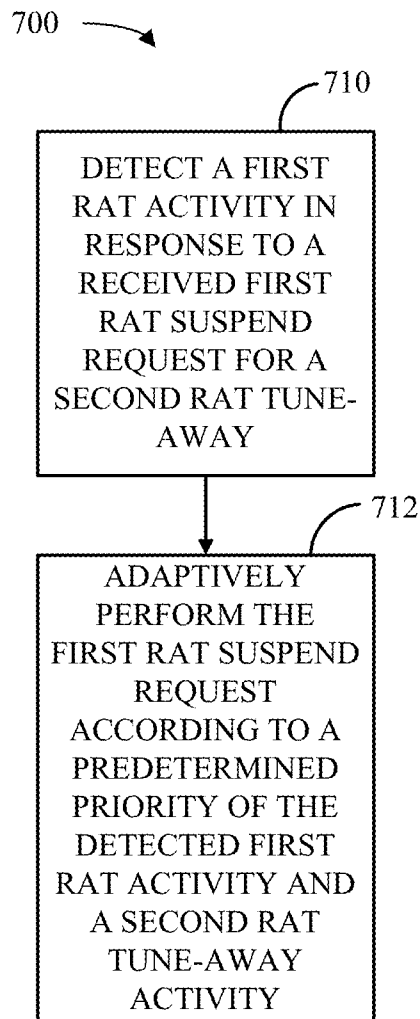 700
710
DETECT A FIRST
RAT ACTIVITY IN
RESPONSE TO A
RECEIVED FIRST
RAT SUSPEND
REQUEST FOR A
SECOND RAT TUNE-
AWAY
712
ADAPTIVELY
PERFORM THE
FIRST RAT SUSPEND
REQUEST
ACCORDING TO A
PREDETERMINED
PRIORITY OF THE
DETECTED FIRST
RAT ACTIVITY AND
A SECOND RAT
TUNE-AWAY
ACTIVITY